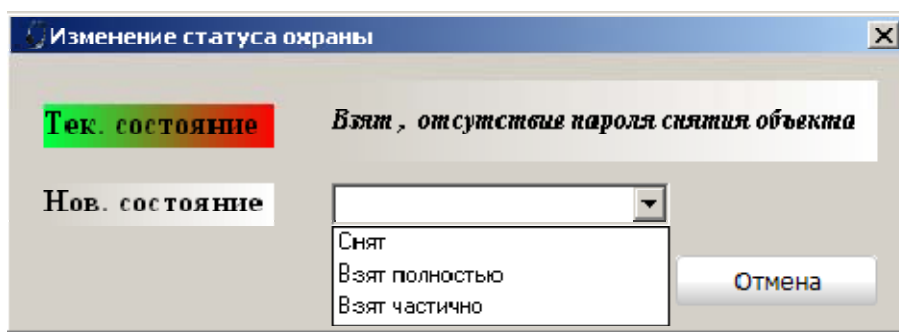 Изменение статуса охраны
Тек. состояние
Взят , отсутствие пароля снятия объекта
Нов. состояние
Снят
Взят полностью
Взят частично
Отмена